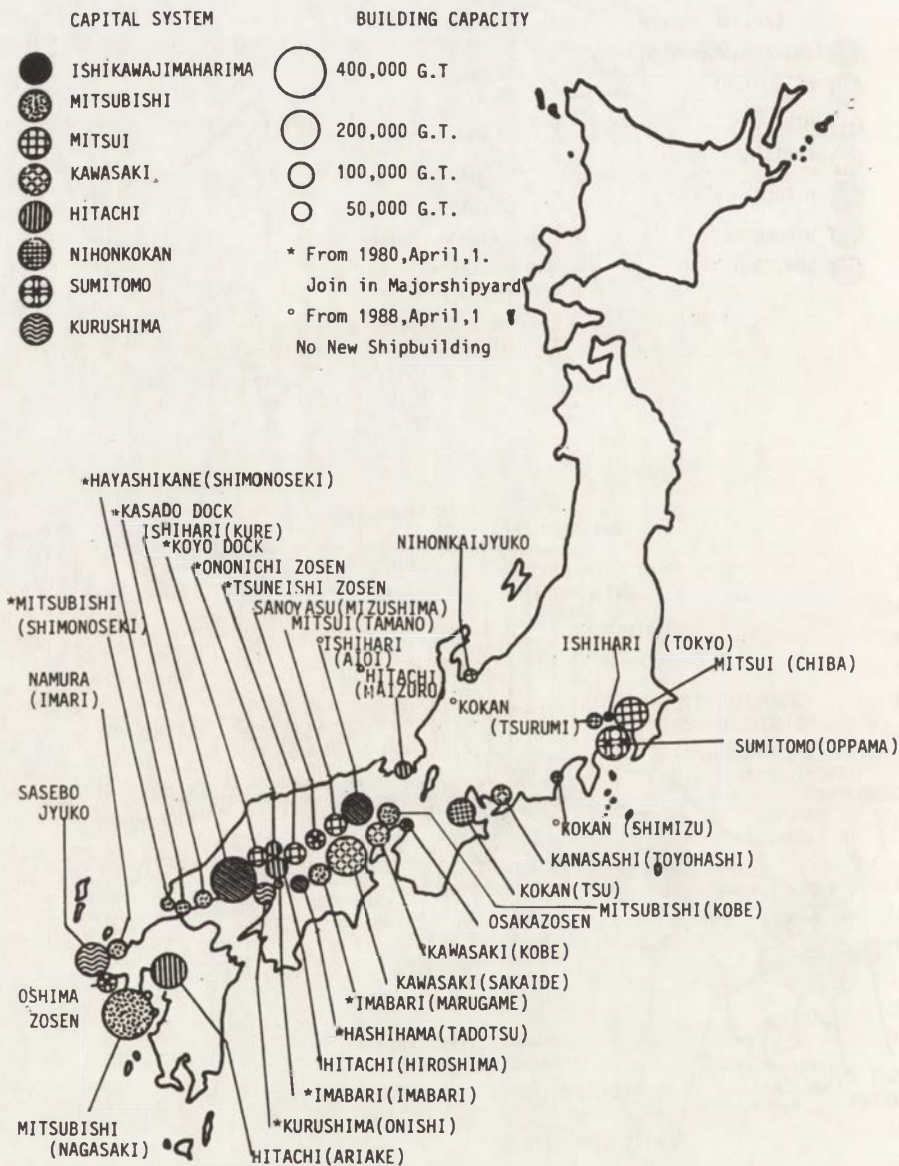 CAPITAL SYSTEM
ISHIKAWAJIMAHARIMA
MITSUBISHI
MITSUI
KAWASAKI
HITACHI
NIHONKOKAN
SUMITOMO
KURUSHIMA
BUILDING CAPACITY
400,000 G.T
200,000 G.T.
100,000 G.T.
50,000 G.T.
* From 1980,April,1.
Join in Majorshipyard
° From 1988,April,1
No New Shipbuilding
*HAYASHIKANE(SHIMONOSEKI)
*KASADO DOCK
ISHIHARI(KURE)
*KOYO DOCK
*ONONICHI ZOSEN
*TSUNEISHI ZOSEN
SANOYASU(MIZUSHIMA)
MITSUI(TAMANO)
°ISHIHARI
(AIOI)
°HITACHI
(MAIZURO)
*MITSUBISHI
(SHIMONOSEKI)
NAMURA
(IMARI)
SASEBO
JYUKO
OSHIMA
ZOSEN
MITSUBISHI
(NAGASAKI)
NIHONKAIJYUKO
ISHIHARI (TOKYO)
MITSUI (CHIBA)
°KOKAN
(TSURUMI)
SUMITOMO(OPPAMA)
°KOKAN (SHIMIZU)
KANASASHI(TOYOHASHI)
KOKAN(TSU)
MITSUBISHI(KOBE)
OSAKAZOSEN
KAWASAKI(KOBE)
KAWASAKI(SAKAIDE)
*IMABARI(MARUGAME)
*HASHIHAMA(TADOTSU)
HITACHI(HIROSHIMA)
*IMABARI(IMABARI)
*KURUSHIMA(ONISHI)
HITACHI(ARIAKE)